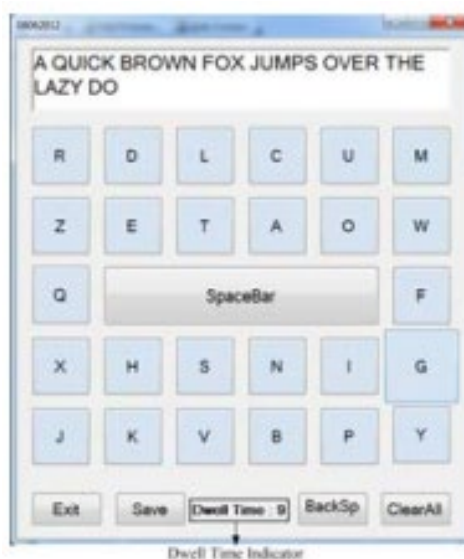 A QUICK BROWN FOX JUMPS OVER THE
LAZY DO
R D L C U M
Z E T A O W
Q SpaceBar F
X H S N I G
J K V B P Y
Exit Save Dwell Time : 9 BackSp ClearAll
Dwell Time Indicator